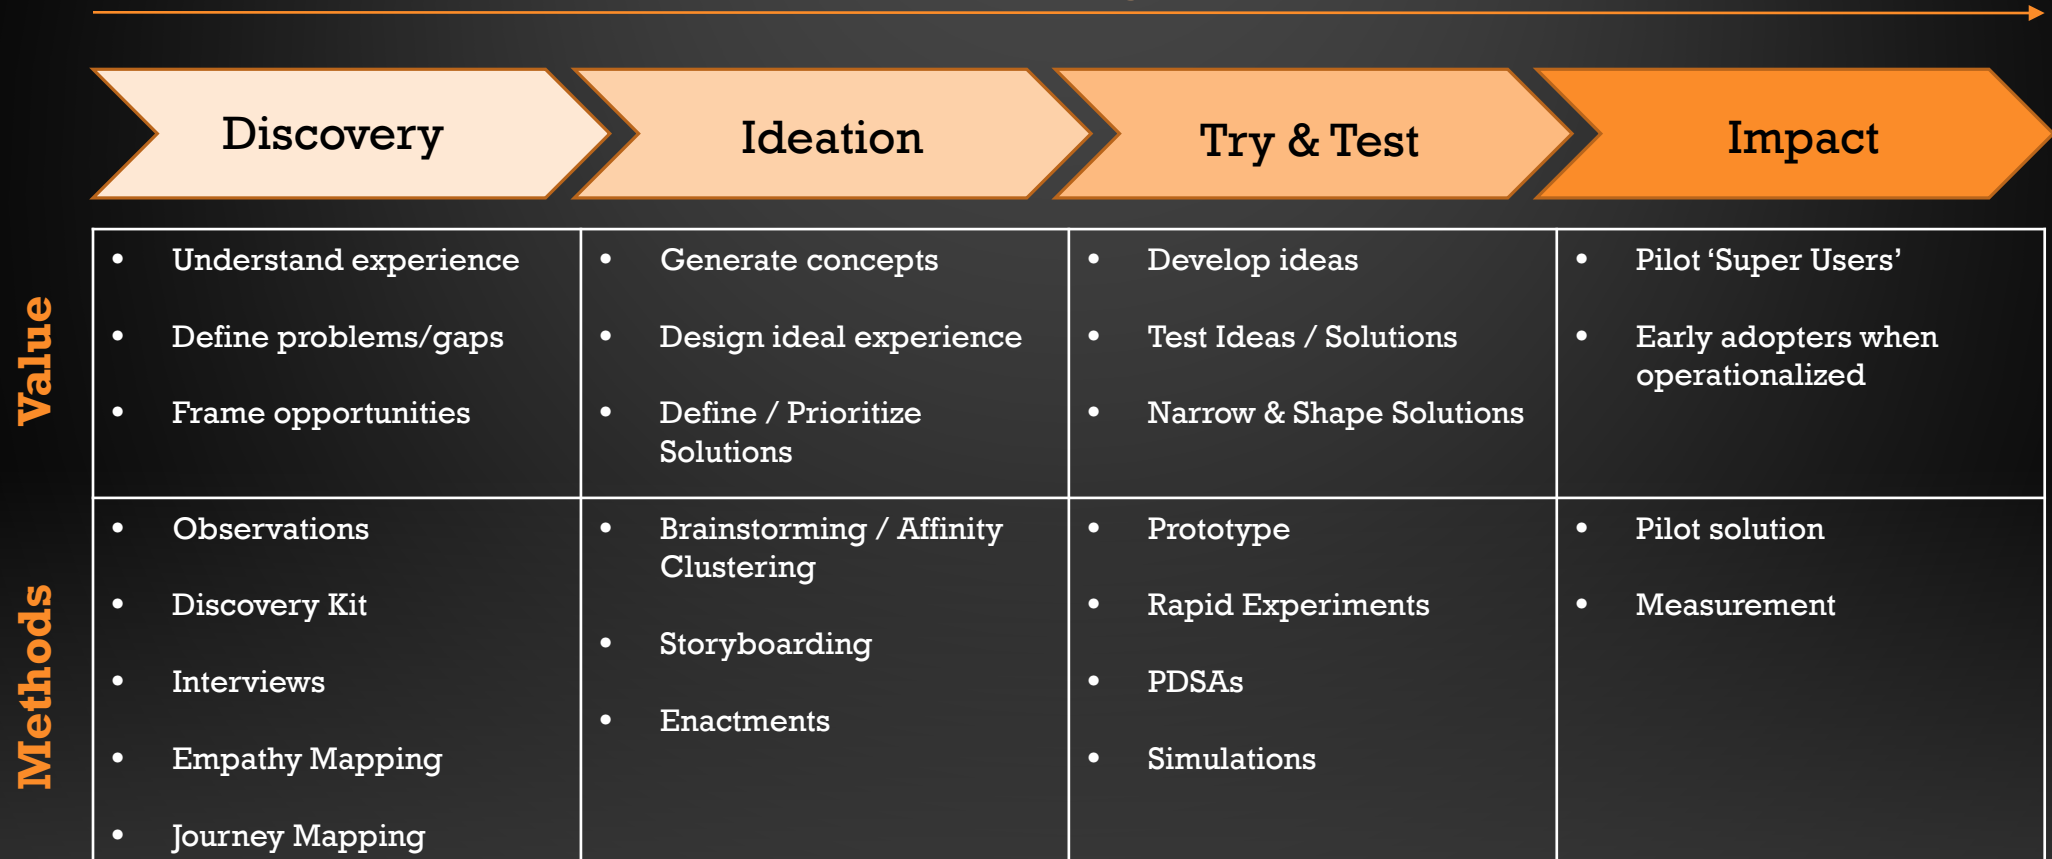 Discovery
Ideation
Try & Test
Impact
Value
• Understand experience
• Define problems/gaps
• Frame opportunities
• Generate concepts
• Design ideal experience
• Define / Prioritize
Solutions
• Develop ideas
• Test Ideas / Solutions
• Narrow & Shape Solutions
• Pilot ‘Super Users’
• Early adopters when
operationalized
Methods
• Observations
• Discovery Kit
• Interviews
• Empathy Mapping
• Journey Mapping
• Brainstorming / Affinity
Clustering
• Storyboarding
• Enactments
• Prototype
• Rapid Experiments
• PDSAs
• Simulations
• Pilot solution
• Measurement